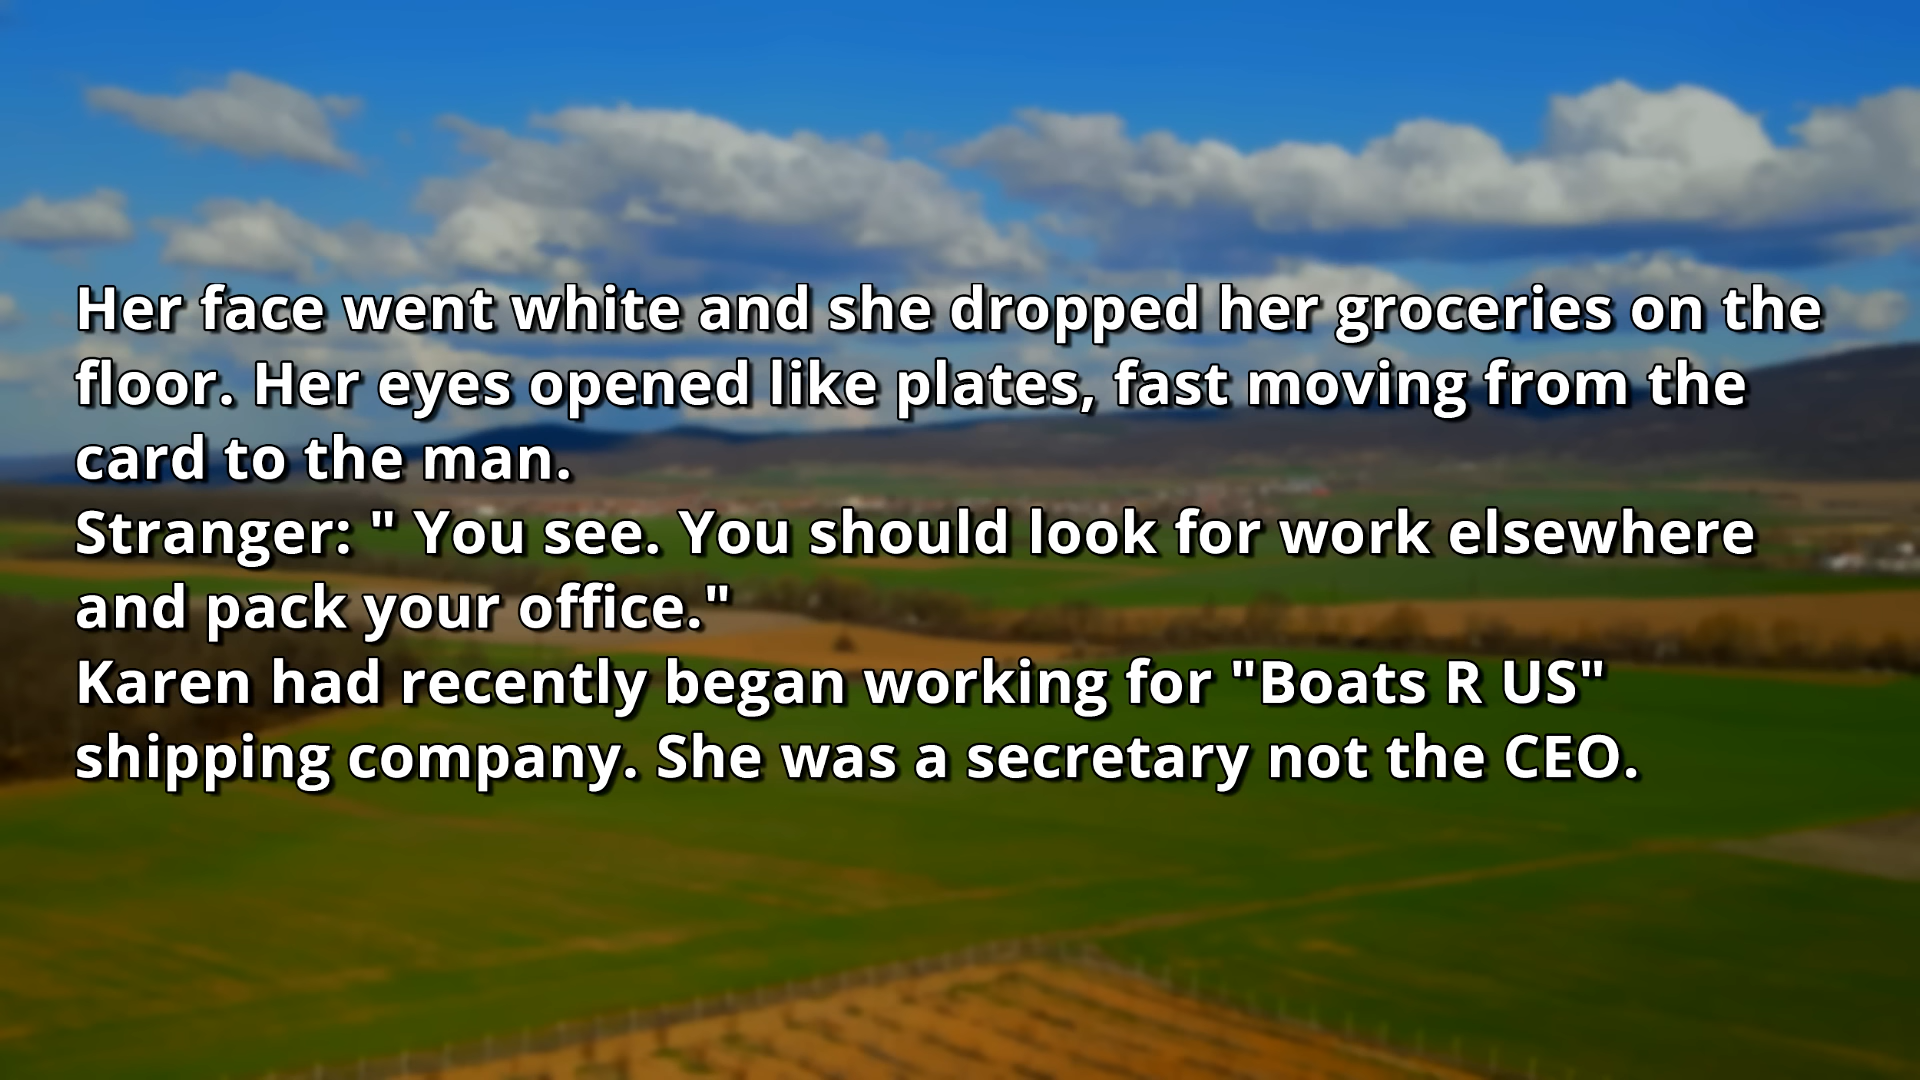 Her face went white and she dropped her groceries on the
floor. Her eyes opened like plates, fast moving from the
card to the man.
Stranger: " You see. You should look for work elsewhere
and pack your office."
Karen had recently began working for "Boats R US"
shipping company. She was a secretary not the CEO.